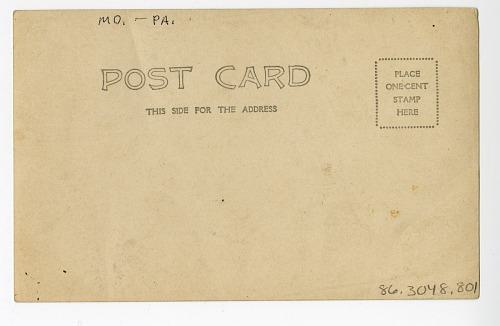 MO. – PA.
POST CARD
THIS SIDE FOR THE ADDRESS
PLACE
ONE-CENT
STAMP
HERE
86.3048.801